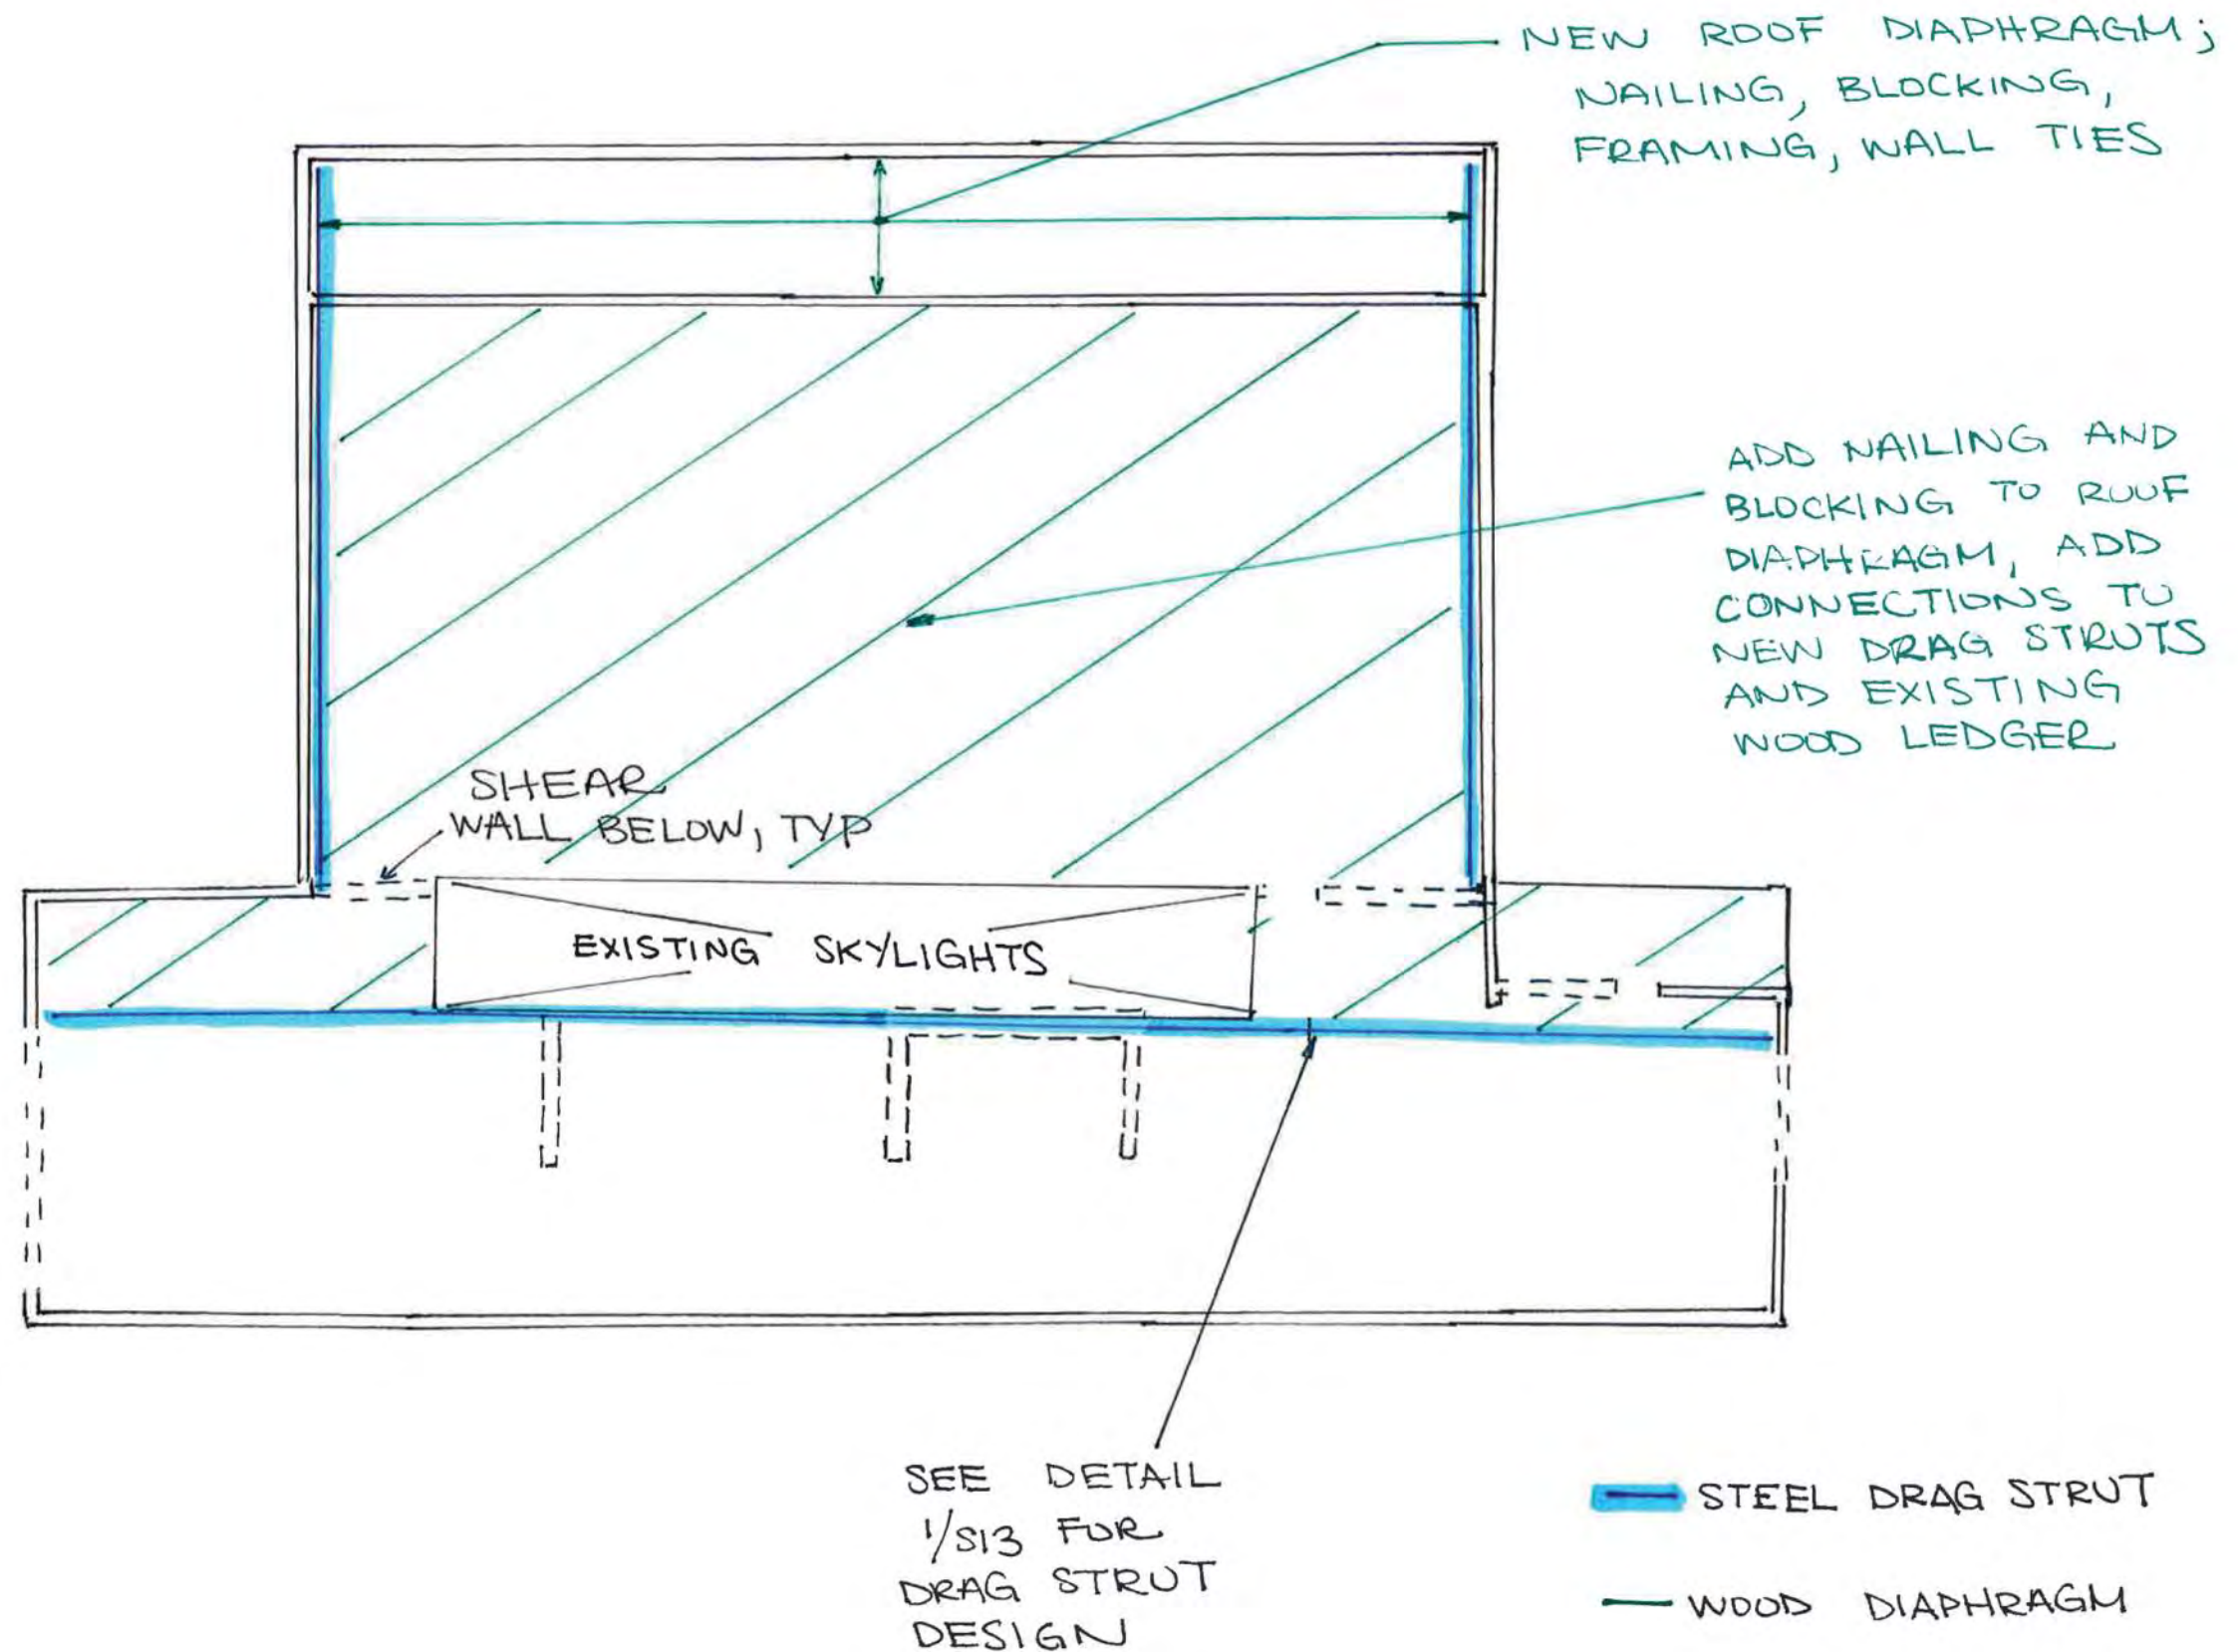 NEW ROOF DIAPHRAGM;
NAILING, BLOCKING,
FRAMING, WALL TIES
ADD NAILING AND
BLOCKING TO ROOF
DIAPHRAGM, ADD
CONNECTIONS TO
NEW DRAG STRUTS
AND EXISTING
WOOD LEDGER
SHEAR
WALL BELOW, TYP
EXISTING SKYLIGHTS
SEE DETAIL
1/S13 FOR
DRAG STRUT
DESIGN
STEEL DRAG STRUT
WOOD DIAPHRAGM